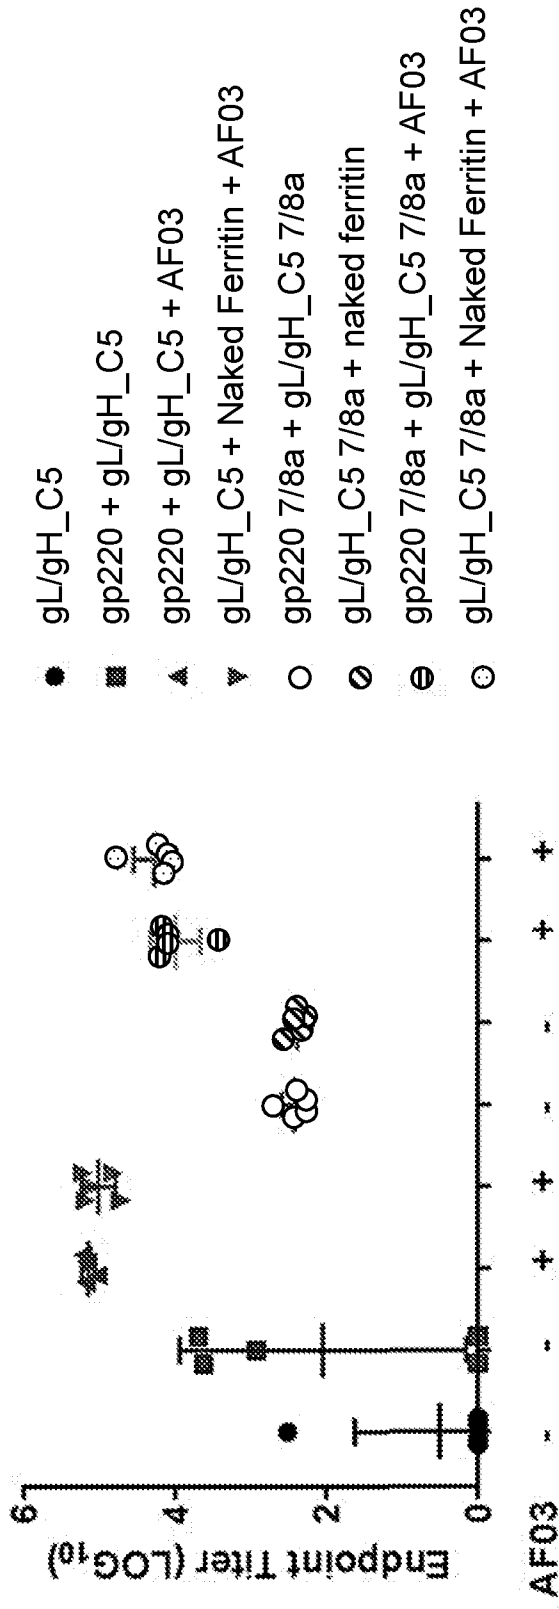 Endpoint Titer (LOG10)
6
4
2
0
AF03
- - + + - - + +
gL/gH_C5
gp220 + gL/gH_C5
gp220 + gL/gH_C5 + AF03
gL/gH_C5 + Naked Ferritin + AF03
gp220 7/8a + gL/gH_C5 7/8a
gL/gH_C5 7/8a + naked ferritin
gp220 7/8a + gL/gH_C5 7/8a + AF03
gL/gH_C5 7/8a + Naked Ferritin + AF03